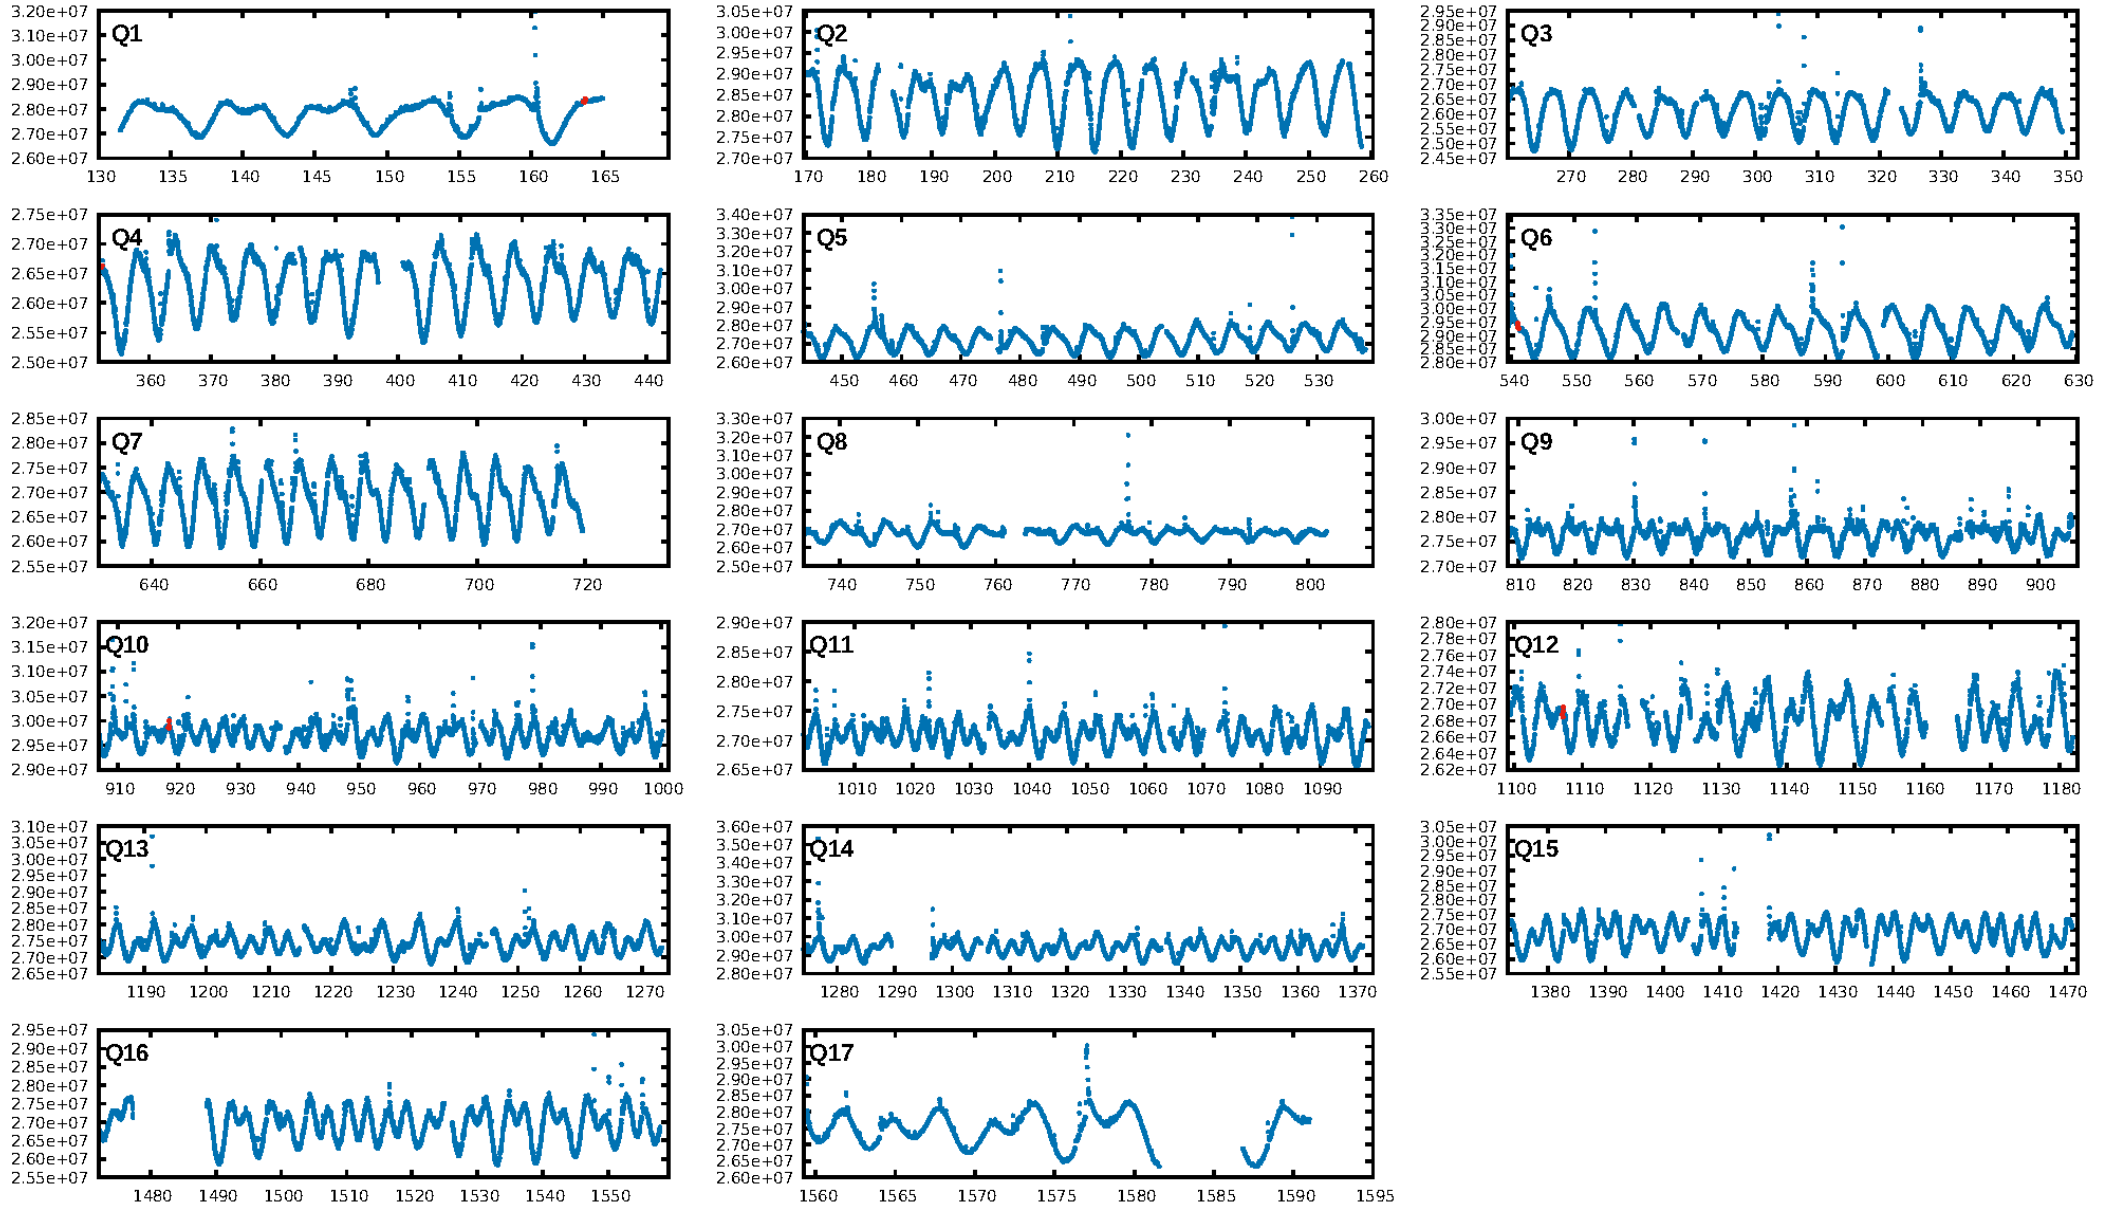 3.20e+07
3.10e+07
3.00e+07
2.90e+07
2.80e+07
2.70e+07
2.60e+07
Q1
130 135 140 145 150 155 160 165
3.05e+07
3.00e+07
2.95e+07
2.90e+07
2.85e+07
2.80e+07
2.75e+07
2.70e+07
Q2
170 180 190 200 210 220 230 240 250 260
2.95e+07
2.90e+07
2.85e+07
2.80e+07
2.75e+07
2.70e+07
2.65e+07
2.60e+07
2.55e+07
2.50e+07
2.45e+07
Q3
270 280 290 300 310 320 330 340 350
2.75e+07
2.70e+07
2.65e+07
2.60e+07
2.55e+07
2.50e+07
Q4
360 370 380 390 400 410 420 430 440
3.40e+07
3.30e+07
3.20e+07
3.10e+07
3.00e+07
2.90e+07
2.80e+07
2.70e+07
2.60e+07
Q5
450 460 470 480 490 500 510 520 530
3.35e+07
3.30e+07
3.25e+07
3.20e+07
3.15e+07
3.10e+07
3.05e+07
3.00e+07
2.95e+07
2.90e+07
2.85e+07
2.80e+07
Q6
540 550 560 570 580 590 600 610 620 630
2.85e+07
2.80e+07
2.75e+07
2.70e+07
2.65e+07
2.60e+07
2.55e+07
Q7
640 660 680 700 720
3.30e+07
3.20e+07
3.10e+07
3.00e+07
2.90e+07
2.80e+07
2.70e+07
2.60e+07
2.50e+07
Q8
740 750 760 770 780 790 800
3.00e+07
2.95e+07
2.90e+07
2.85e+07
2.80e+07
2.75e+07
2.70e+07
Q9
810 820 830 840 850 860 870 880 890 900
3.20e+07
3.15e+07
3.10e+07
3.05e+07
3.00e+07
2.95e+07
2.90e+07
Q10
910 920 930 940 950 960 970 980 990 1000
2.90e+07
2.85e+07
2.80e+07
2.75e+07
2.70e+07
2.65e+07
Q11
1010 1020 1030 1040 1050 1060 1070 1080 1090
2.80e+07
2.78e+07
2.76e+07
2.74e+07
2.72e+07
2.70e+07
2.68e+07
2.66e+07
2.64e+07
2.62e+07
Q12
1100 1110 1120 1130 1140 1150 1160 1170 1180
3.10e+07
3.05e+07
3.00e+07
2.95e+07
2.90e+07
2.85e+07
2.80e+07
2.75e+07
2.70e+07
2.65e+07
Q13
1190 1200 1210 1220 1230 1240 1250 1260 1270
3.60e+07
3.50e+07
3.40e+07
3.30e+07
3.20e+07
3.10e+07
3.00e+07
2.90e+07
2.80e+07
Q14
1280 1290 1300 1310 1320 1330 1340 1350 1360 1370
3.05e+07
3.00e+07
2.95e+07
2.90e+07
2.85e+07
2.80e+07
2.75e+07
2.70e+07
2.65e+07
2.60e+07
2.55e+07
Q15
1380 1390 1400 1410 1420 1430 1440 1450 1460 1470
2.95e+07
2.90e+07
2.85e+07
2.80e+07
2.75e+07
2.70e+07
2.65e+07
2.60e+07
2.55e+07
Q16
1480 1490 1500 1510 1520 1530 1540 1550
3.05e+07
3.00e+07
2.95e+07
2.90e+07
2.85e+07
2.80e+07
2.75e+07
2.70e+07
2.65e+07
2.60e+07
Q17
1560 1565 1570 1575 1580 1585 1590 1595